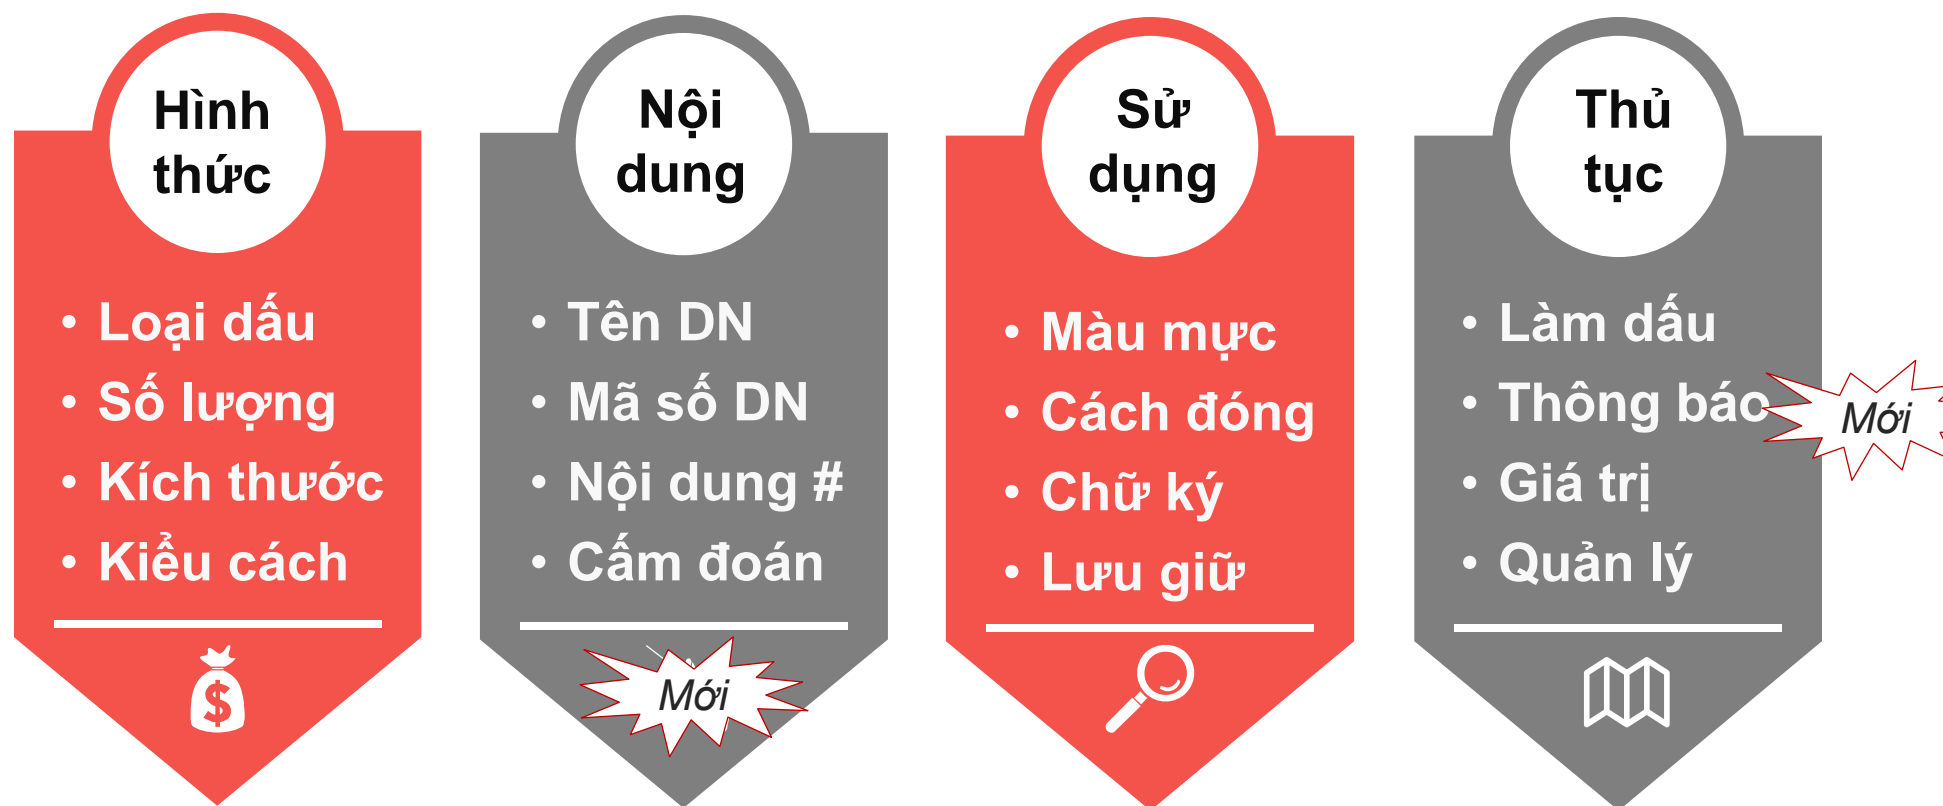 Hình
thức
• Loại dấu
• Số lượng
• Kích thước
• Kiểu cách
$
Nội
dung
• Tên DN
• Mã số DN
• Nội dung #
• Cấm đoán
Mới
Sử
dụng
• Màu mực
• Cách đóng
• Chữ ký
• Lưu giữ
Thủ
tục
• Làm dấu
• Thông báo
Mới
• Giá trị
• Quản lý